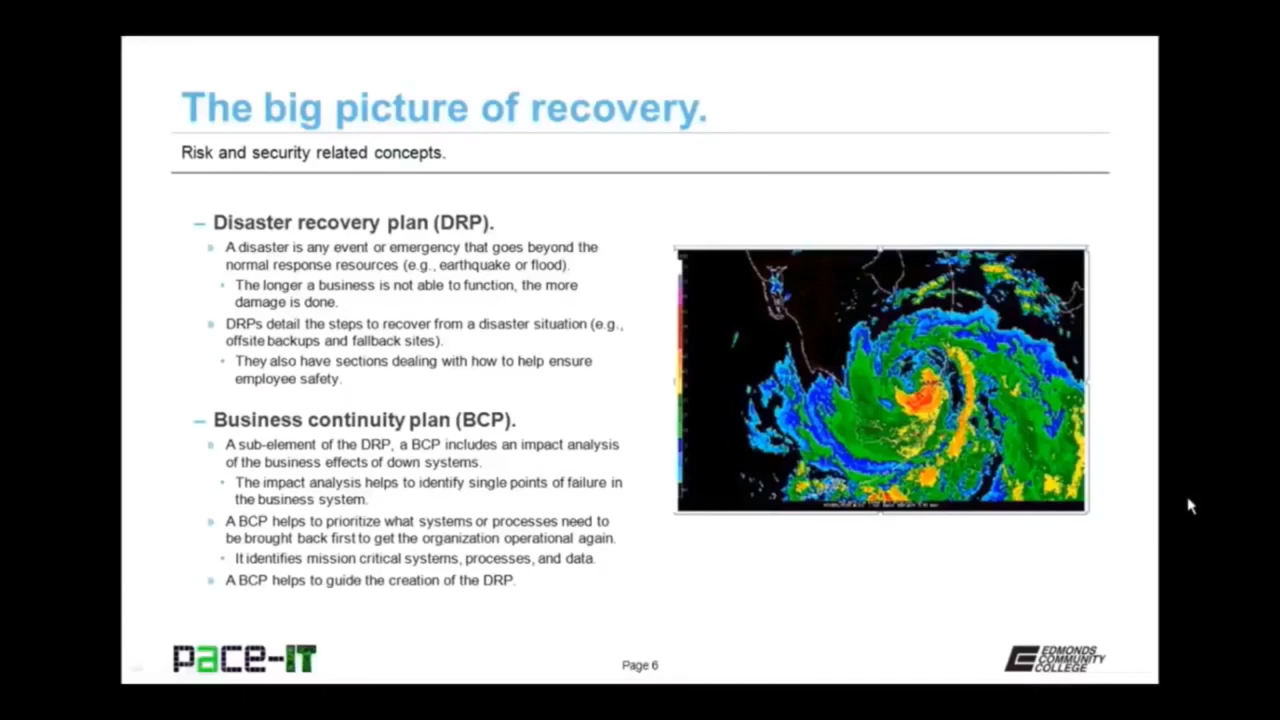 The big picture of recovery.
Risk and security related concepts.
– Disaster recovery plan (DRP).
» A disaster is any event or emergency that goes beyond the
normal response resources (e.g., earthquake or flood).
• The longer a business is not able to function, the more
damage is done.
» DRPs detail the steps to recover from a disaster situation (e.g.,
offsite backups and fallback sites).
• They also have sections dealing with how to help ensure
employee safety.
– Business continuity plan (BCP).
» A sub-element of the DRP, a BCP includes an impact analysis
of the business effects of down systems.
• The impact analysis helps to identify single points of failure in
the business system.
» A BCP helps to prioritize what systems or processes need to
be brought back first to get the organization operational again.
• It identifies mission critical systems, processes, and data.
» A BCP helps to guide the creation of the DRP.
pace-IT
Page 6
EDMONDS
COMMUNITY
COLLEGE